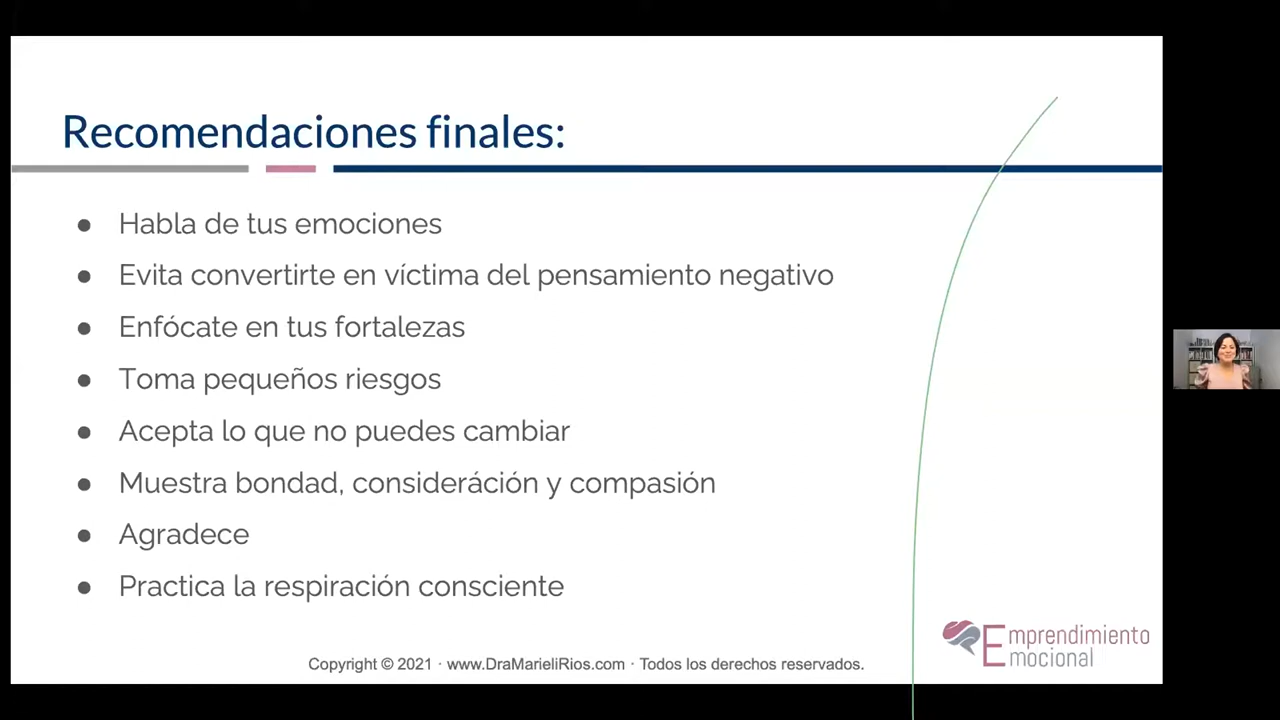 Recomendaciones finales:
● Habla de tus emociones
● Evita convertirte en víctima del pensamiento negativo
● Enfócate en tus fortalezas
● Toma pequeños riesgos
● Acepta lo que no puedes cambiar
● Muestra bondad, consideráción y compasión
● Agradece
● Practica la respiración consciente
Copyright © 2021 · www.DraMarieliRios.com · Todos los derechos reservados.
Emprendimiento
Emocional